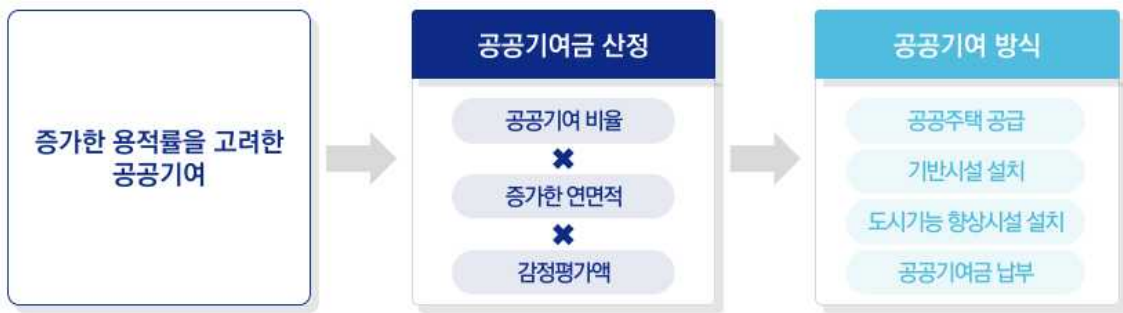 증가한 용적률을 고려한
공공기여
공공기여금 산정
공공기여 비율
✖
증가한 연면적
✖
감정평가액
공공기여 방식
공공주택 공급
기반시설 설치
도시기능 향상시설 설치
공공기여금 납부